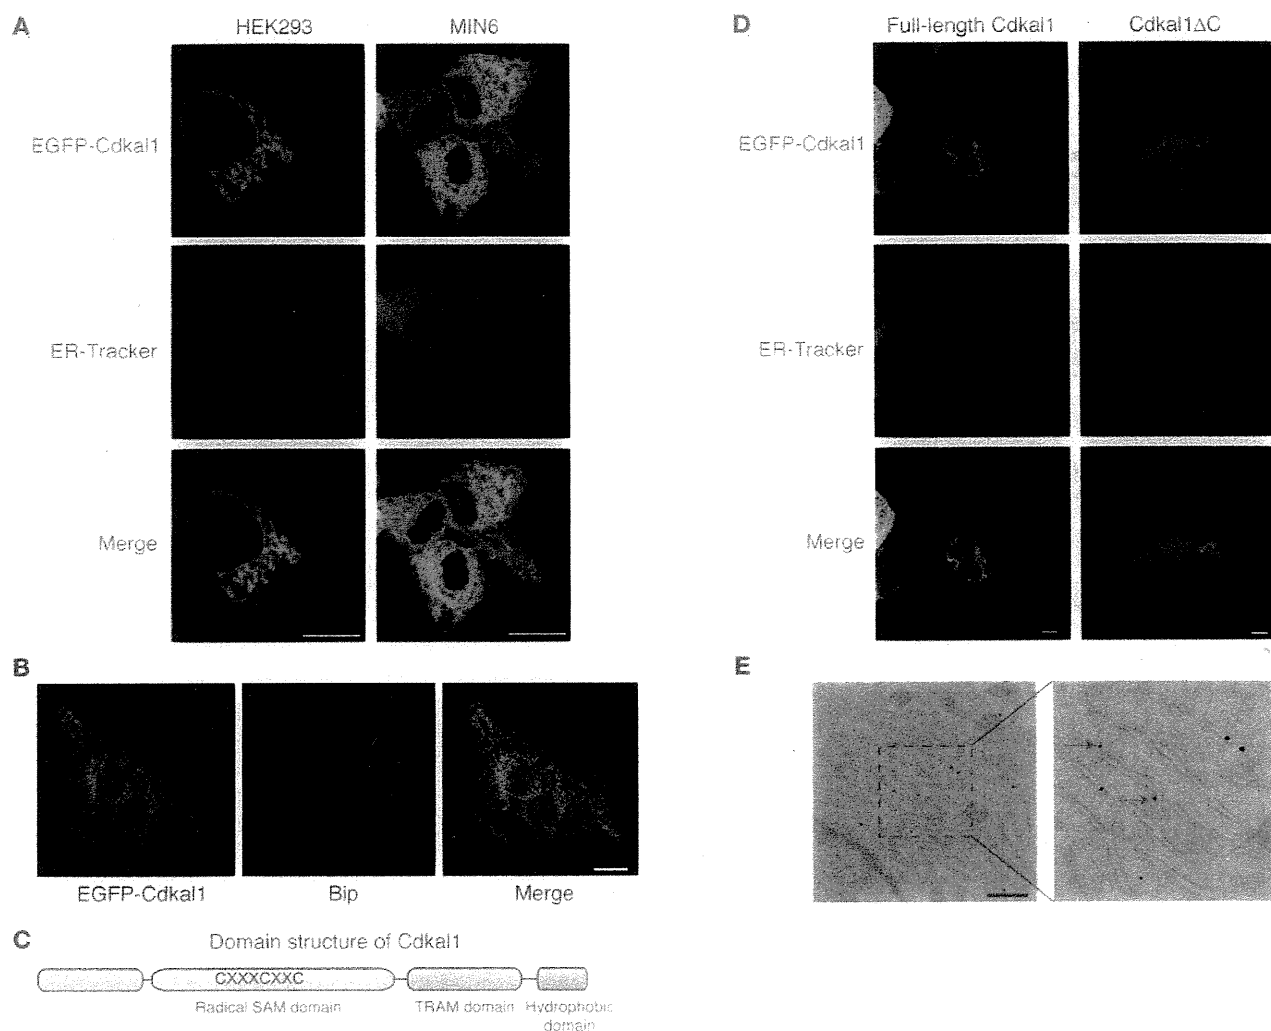 A
HEK293
MIN6
EGFP-Cdkal1
ER-Tracker
Merge
B
EGFP-Cdkal1
Bip
Merge
C
Domain structure of Cdkal1
CXXXCXXC
Radical SAM domain
TRAM domain
Hydrophobic
domain
D
Full-length Cdkal1
Cdkal1ΔC
EGFP-Cdkal1
ER-Tracker
Merge
E